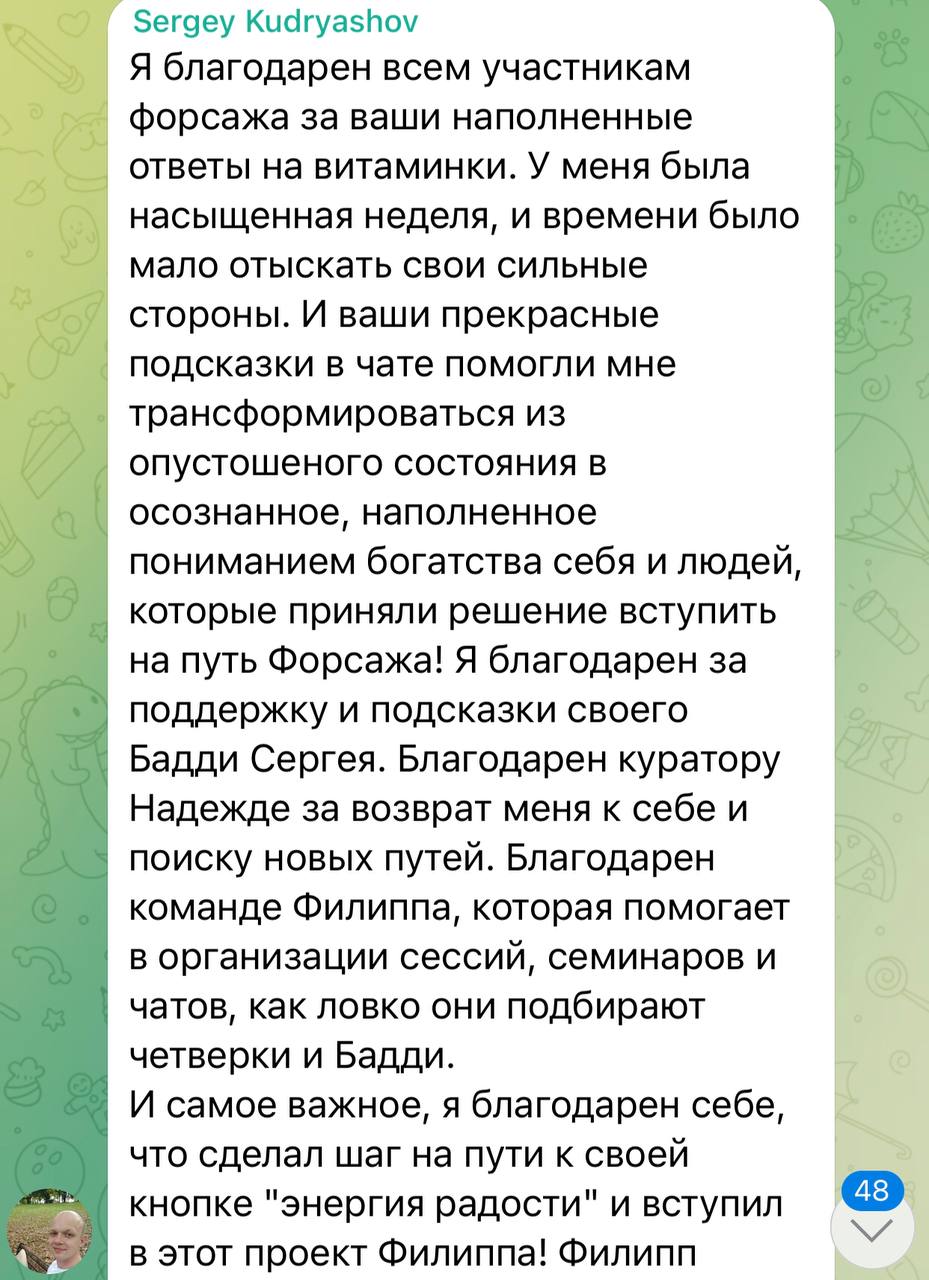 Sergey Kudryashov
Я благодарен всем участникам
форсажа за ваши наполненные
ответы на витаминки. У меня была
насыщенная неделя, и времени было
мало отыскать свои сильные
стороны. И ваши прекрасные
подсказки в чате помогли мне
трансформироваться из
опустошеного состояния в
осознанное, наполненное
пониманием богатства себя и людей,
которые приняли решение вступить
на путь Форсажа! Я благодарен за
поддержку и подсказки своего
Бадди Сергея. Благодарен куратору
Надежде за возврат меня к себе и
поиску новых путей. Благодарен
команде Филиппа, которая помогает
в организации сессий, семинаров и
чатов, как ловко они подбирают
четверки и Бадди.
И самое важное, я благодарен себе,
что сделал шаг на пути к своей
кнопке "энергия радости" и вступил
в этот проект Филиппа! Филипп
48